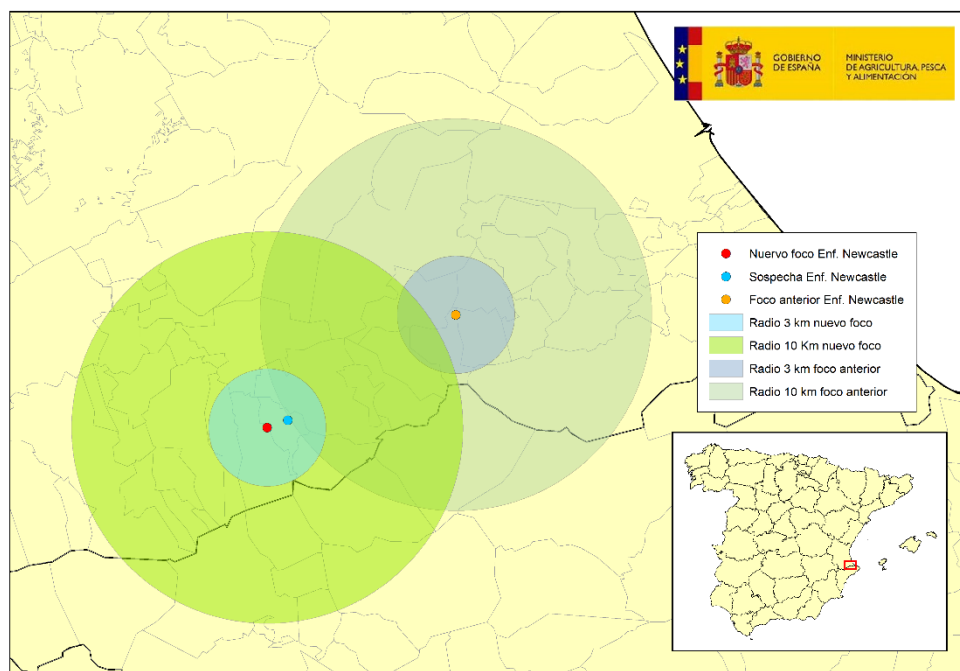 GOBIERNO
DE ESPAÑA
MINISTERIO
DE AGRICULTURA, PESCA
Y ALIMENTACIÓN
Nuevo foco Enf. Newcastle
Sospecha Enf. Newcastle
Foco anterior Enf. Newcastle
Radio 3 km nuevo foco
Radio 10 Km nuevo foco
Radio 3 km foco anterior
Radio 10 km foco anterior